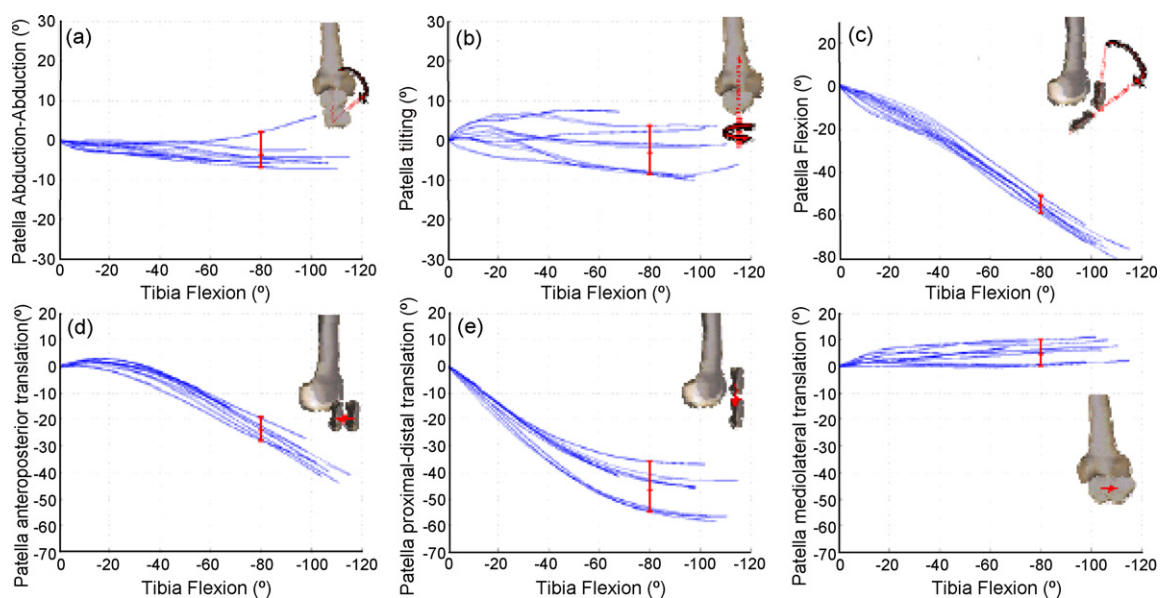 (a)
Patella Abduction-Abduction (º)
30
20
10
0
-10
-20
-30
0 -20 -40 -60 -80 -100 -120
Tibia Flexion (º)
(b)
Patella tilting (º)
30
20
10
0
-10
-20
-30
0 -20 -40 -60 -80 -100 -120
Tibia Flexion (º)
(c)
Patella Flexion (º)
20
0
-20
-40
-60
-80
0 -20 -40 -60 -80 -100 -120
Tibia Flexion (º)
(d)
Patella anteroposterior translation(º)
20
10
0
-10
-20
-30
-40
-50
-60
-70
-0 -20 -40 -60 -80 -100 -120
Tibia Flexion (º)
(e)
Patella proximal-distal translation (º)
20
10
0
-10
-20
-30
-40
-50
-60
-70
-0 -20 -40 -60 -80 -100 -120
Tibia Flexion (º)
Patella mediolateral translation (º)
20
10
0
-10
-20
-30
-40
-50
-60
-70
-0 -20 -40 -60 -80 -100 -120
Tibia Flexion (º)